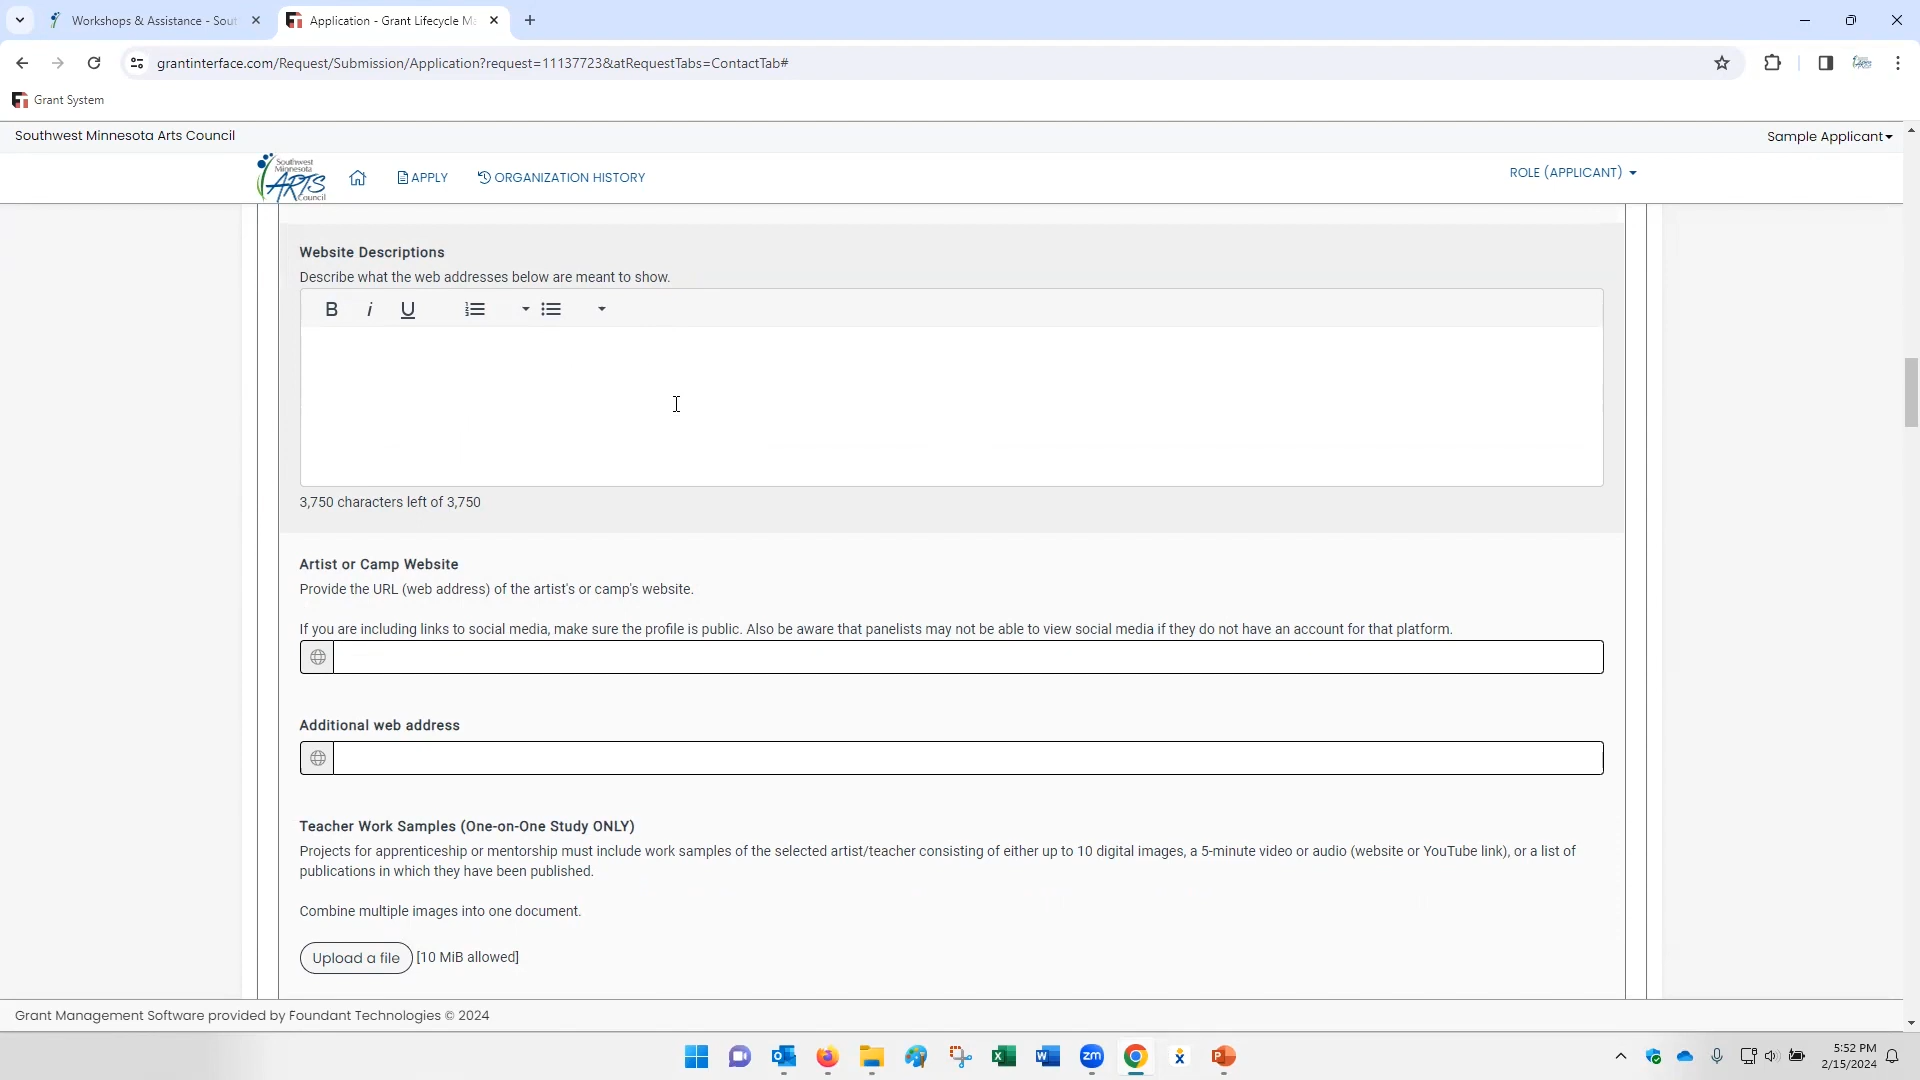 Workshops & Assistance - Sout
Application - Grant Lifecycle Ma
grantinterface.com/Request/Submission/Application?request=11137723&atRequestTabs=ContactTab#
Grant System
Southwest Minnesota Arts Council
Sample Applicant
Southwest
Minnesota
ARTS
Council
APPLY
ORGANIZATION HISTORY
ROLE (APPLICANT)
Website Descriptions
Describe what the web addresses below are meant to show.
B i U
3,750 characters left of 3,750
Artist or Camp Website
Provide the URL (web address) of the artist's or camp's website.
If you are including links to social media, make sure the profile is public. Also be aware that panelists may not be able to view social media if they do not have an account for that platform.
Additional web address
Teacher Work Samples (One-on-One Study ONLY)
Projects for apprenticeship or mentorship must include work samples of the selected artist/teacher consisting of either up to 10 digital images, a 5-minute video or audio (website or YouTube link), or a list of
publications in which they have been published.
Combine multiple images into one document.
Upload a file [10 MiB allowed]
Grant Management Software provided by Foundant Technologies © 2024
zm
5:52 PM
2/15/2024